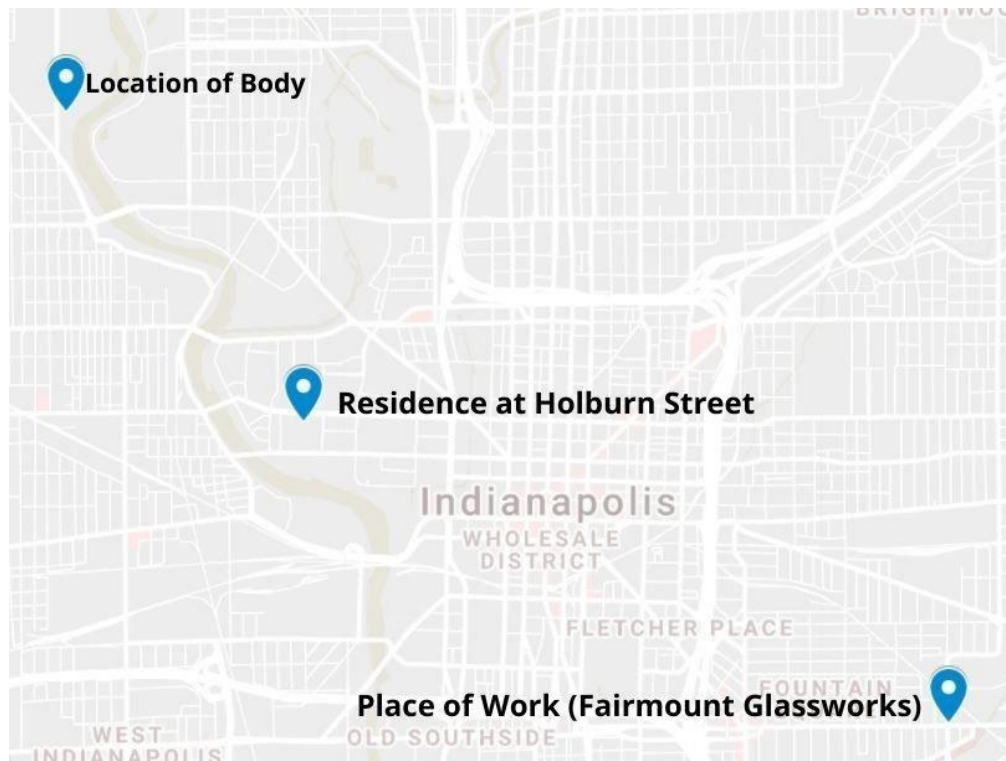 BRIGHTWOO
Location of Body
Residence at Holburn Street
Indianapolis
WHOLESALE
DISTRICT
FLETCHER PLACE
FOUNTAIN
Place of Work (Fairmount Glassworks)
WEST
INDIANAPOLIS
OLD SOUTHSIDE